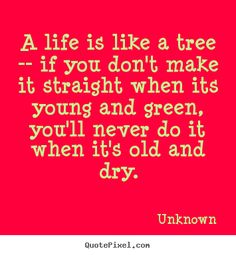 A life is like a tree
-- if you don't make
it straight when its
young and green,
you'll never do it
when it's old and
dry.
Unknown
QuotePixel.com